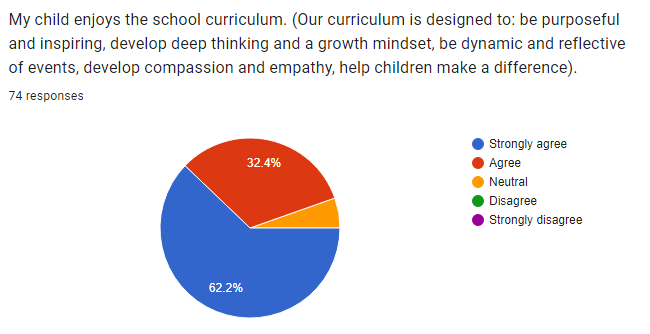 My child enjoys the school curriculum. (Our curriculum is designed to: be purposeful
and inspiring, develop deep thinking and a growth mindset, be dynamic and reflective
of events, develop compassion and empathy, help children make a difference).
74 responses
32.4%
62.2%
Strongly agree
Agree
Neutral
Disagree
Strongly disagree